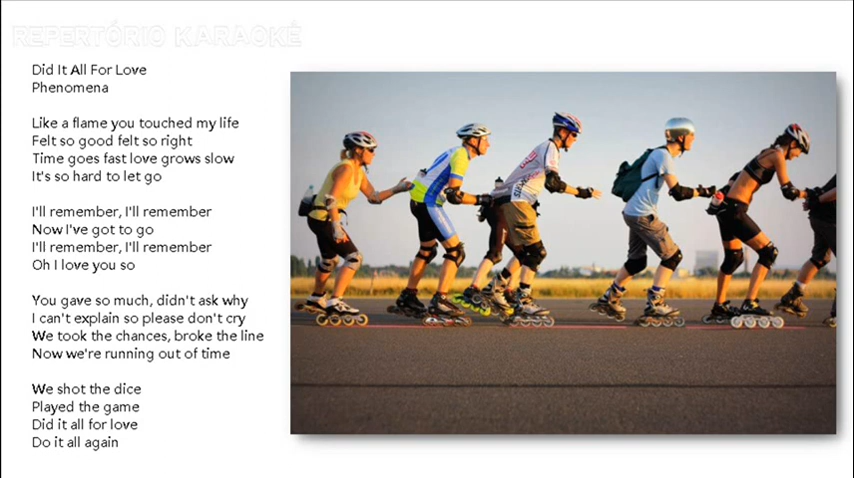 REPERTÓRIO KARAOKÊ
Did It All For Love
Phenomena
Like a flame you touched my life
Felt so good felt so right
Time goes fast love grows slow
It's so hard to let go
I'll remember, I'll remember
Now I've got to go
I'll remember, I'll remember
Oh I love you so
You gave so much, didn't ask why
I can't explain so please don't cry
We took the chances, broke the line
Now we're running out of time
We shot the dice
Played the game
Did it all for love
Do it all again